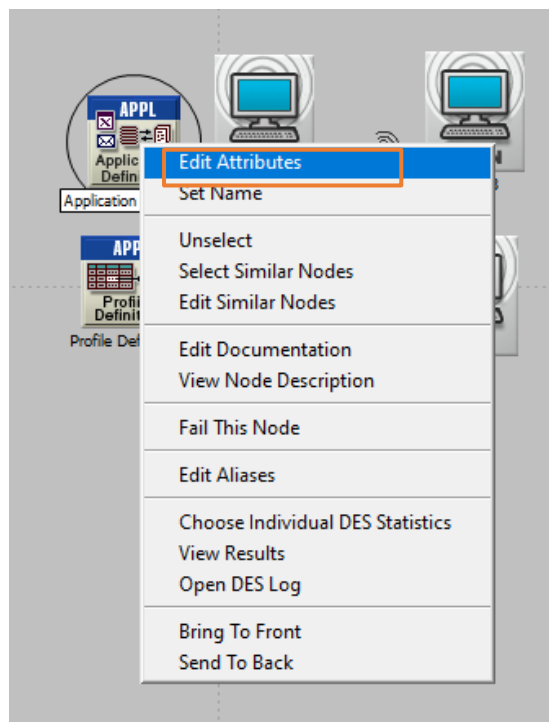 APPL
Applic
Defini
Application
APP
Profi
Definit
Profile Def
Edit Attributes
Set Name
Unselect
Select Similar Nodes
Edit Similar Nodes
Edit Documentation
View Node Description
Fail This Node
Edit Aliases
Choose Individual DES Statistics
View Results
Open DES Log
Bring To Front
Send To Back